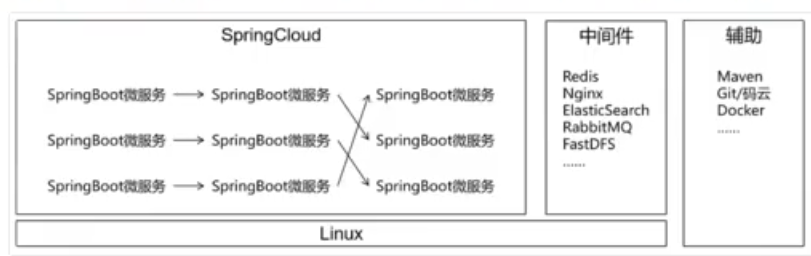 SpringCloud
SpringBoot微服务 SpringBoot微服务 SpringBoot微服务
SpringBoot微服务 SpringBoot微服务 SpringBoot微服务
SpringBoot微服务 SpringBoot微服务 SpringBoot微服务
中间件
Redis
Nginx
ElasticSearch
RabbitMQ
FastDFS
......
辅助
Maven
Git/码云
Docker
......
Linux